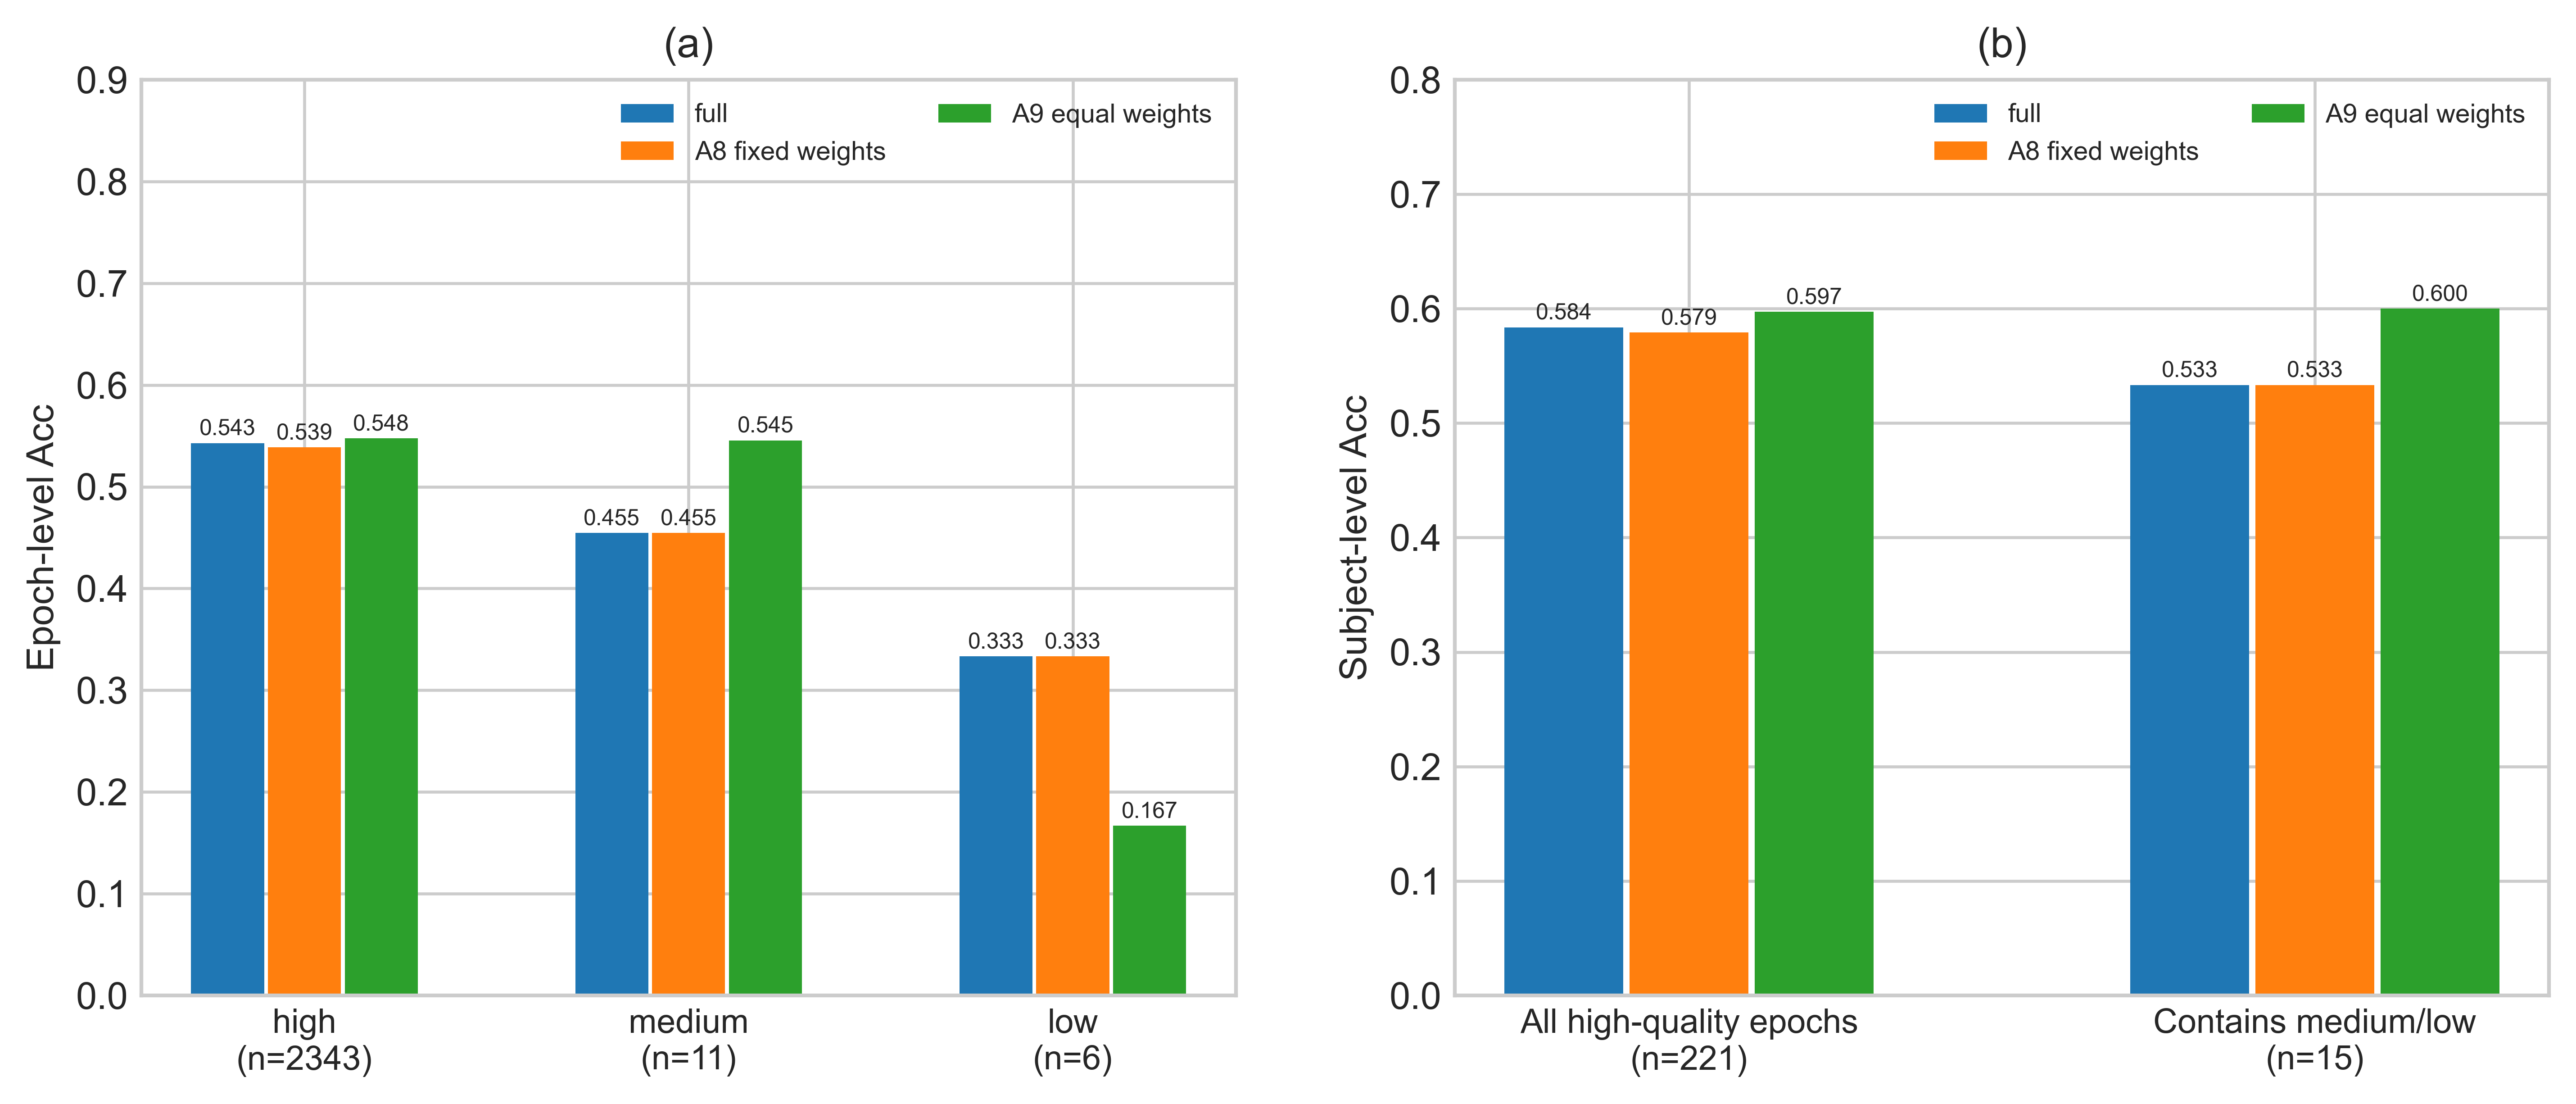 (a)
0.9
0.8
0.7
0.6
0.5
0.4
0.3
0.2
0.1
0.0
Epoch-level Acc
full
A8 fixed weights
A9 equal weights
0.543
0.539
0.548
0.455
0.455
0.545
0.333
0.333
0.167
high
(n=2343)
medium
(n=11)
low
(n=6)
(b)
0.8
0.7
0.6
0.5
0.4
0.3
0.2
0.1
0.0
Subject-level Acc
full
A8 fixed weights
A9 equal weights
0.584
0.579
0.597
0.533
0.533
0.600
All high-quality epochs
(n=221)
Contains medium/low
(n=15)